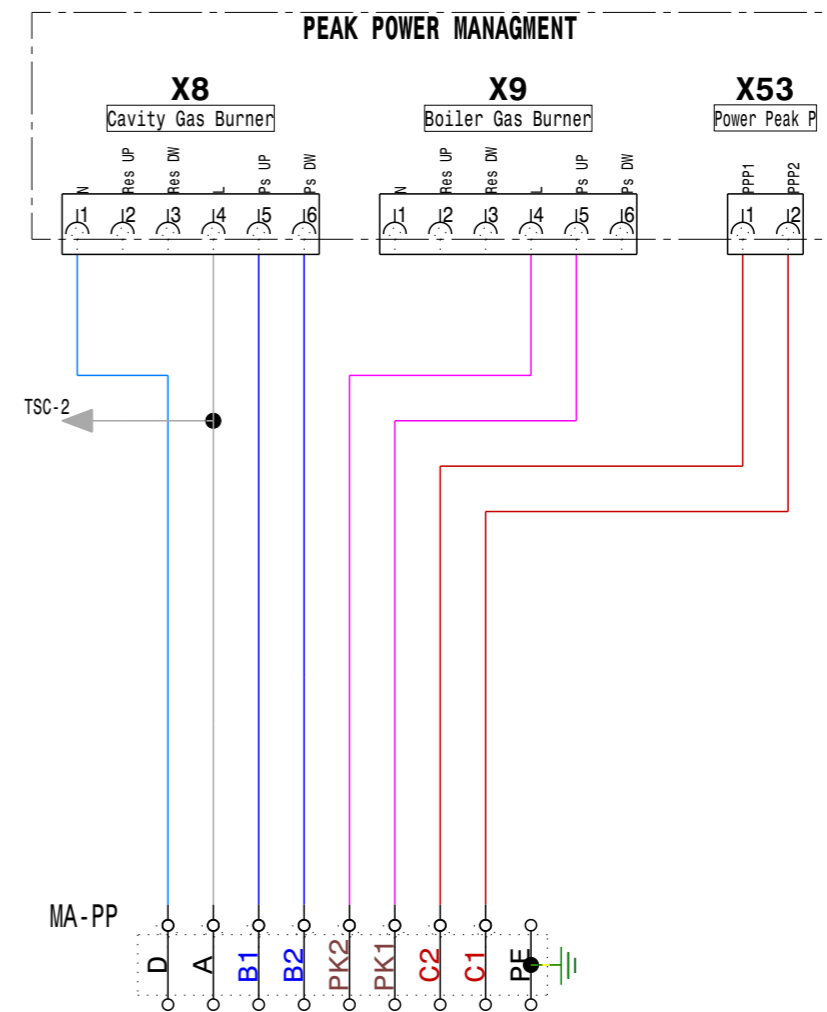 PEAK POWER MANAGMENT
X8 X9 X53
Cavity Gas Burner Boiler Gas Burner Power Peak P
N Res UP Res DW L Ps UP Ps DW N Res UP Res DW L Ps UP Ps DW PPP1 PPP2
1 2 3 4 5 6 1 2 3 4 5 6 1 2
TSC-2
MA-PP
D A B1 B2 PK2 PK1 C2 C1 PE